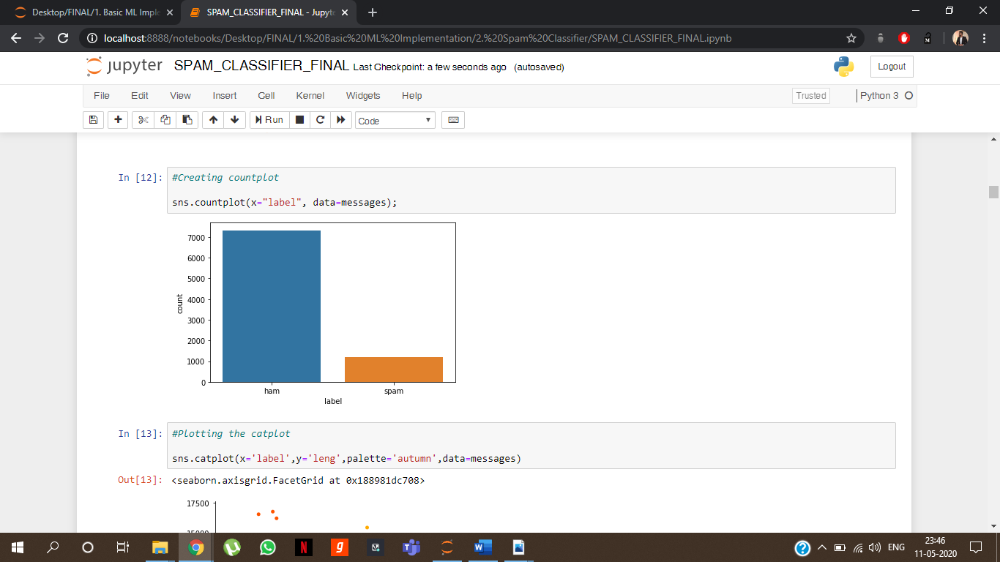 Desktop/FINAL/1. Basic ML Imple
SPAM_CLASSIFIER_FINAL - Jupyte
localhost:8888/notebooks/Desktop/FINAL/1.%20Basic%20ML%20Implementation/2.%20Spam%20Classifier/SPAM_CLASSIFIER_FINAL.ipynb
jupyter SPAM_CLASSIFIER_FINAL Last Checkpoint: a few seconds ago (autosaved)
Logout
File Edit View Insert Cell Kernel Widgets Help
Trusted
Python 3
Run
Code
In [12]:
#Creating countplot
sns.countplot(x="label", data=messages);
7000
6000
5000
4000
3000
2000
1000
0
count
ham spam
label
In [13]:
#Plotting the catplot
sns.catplot(x='label',y='leng',palette='autumn',data=messages)
Out[13]: <seaborn.axisgrid.FacetGrid at 0x188981dc708>
17500
15000
ENG
23:46
11-05-2020